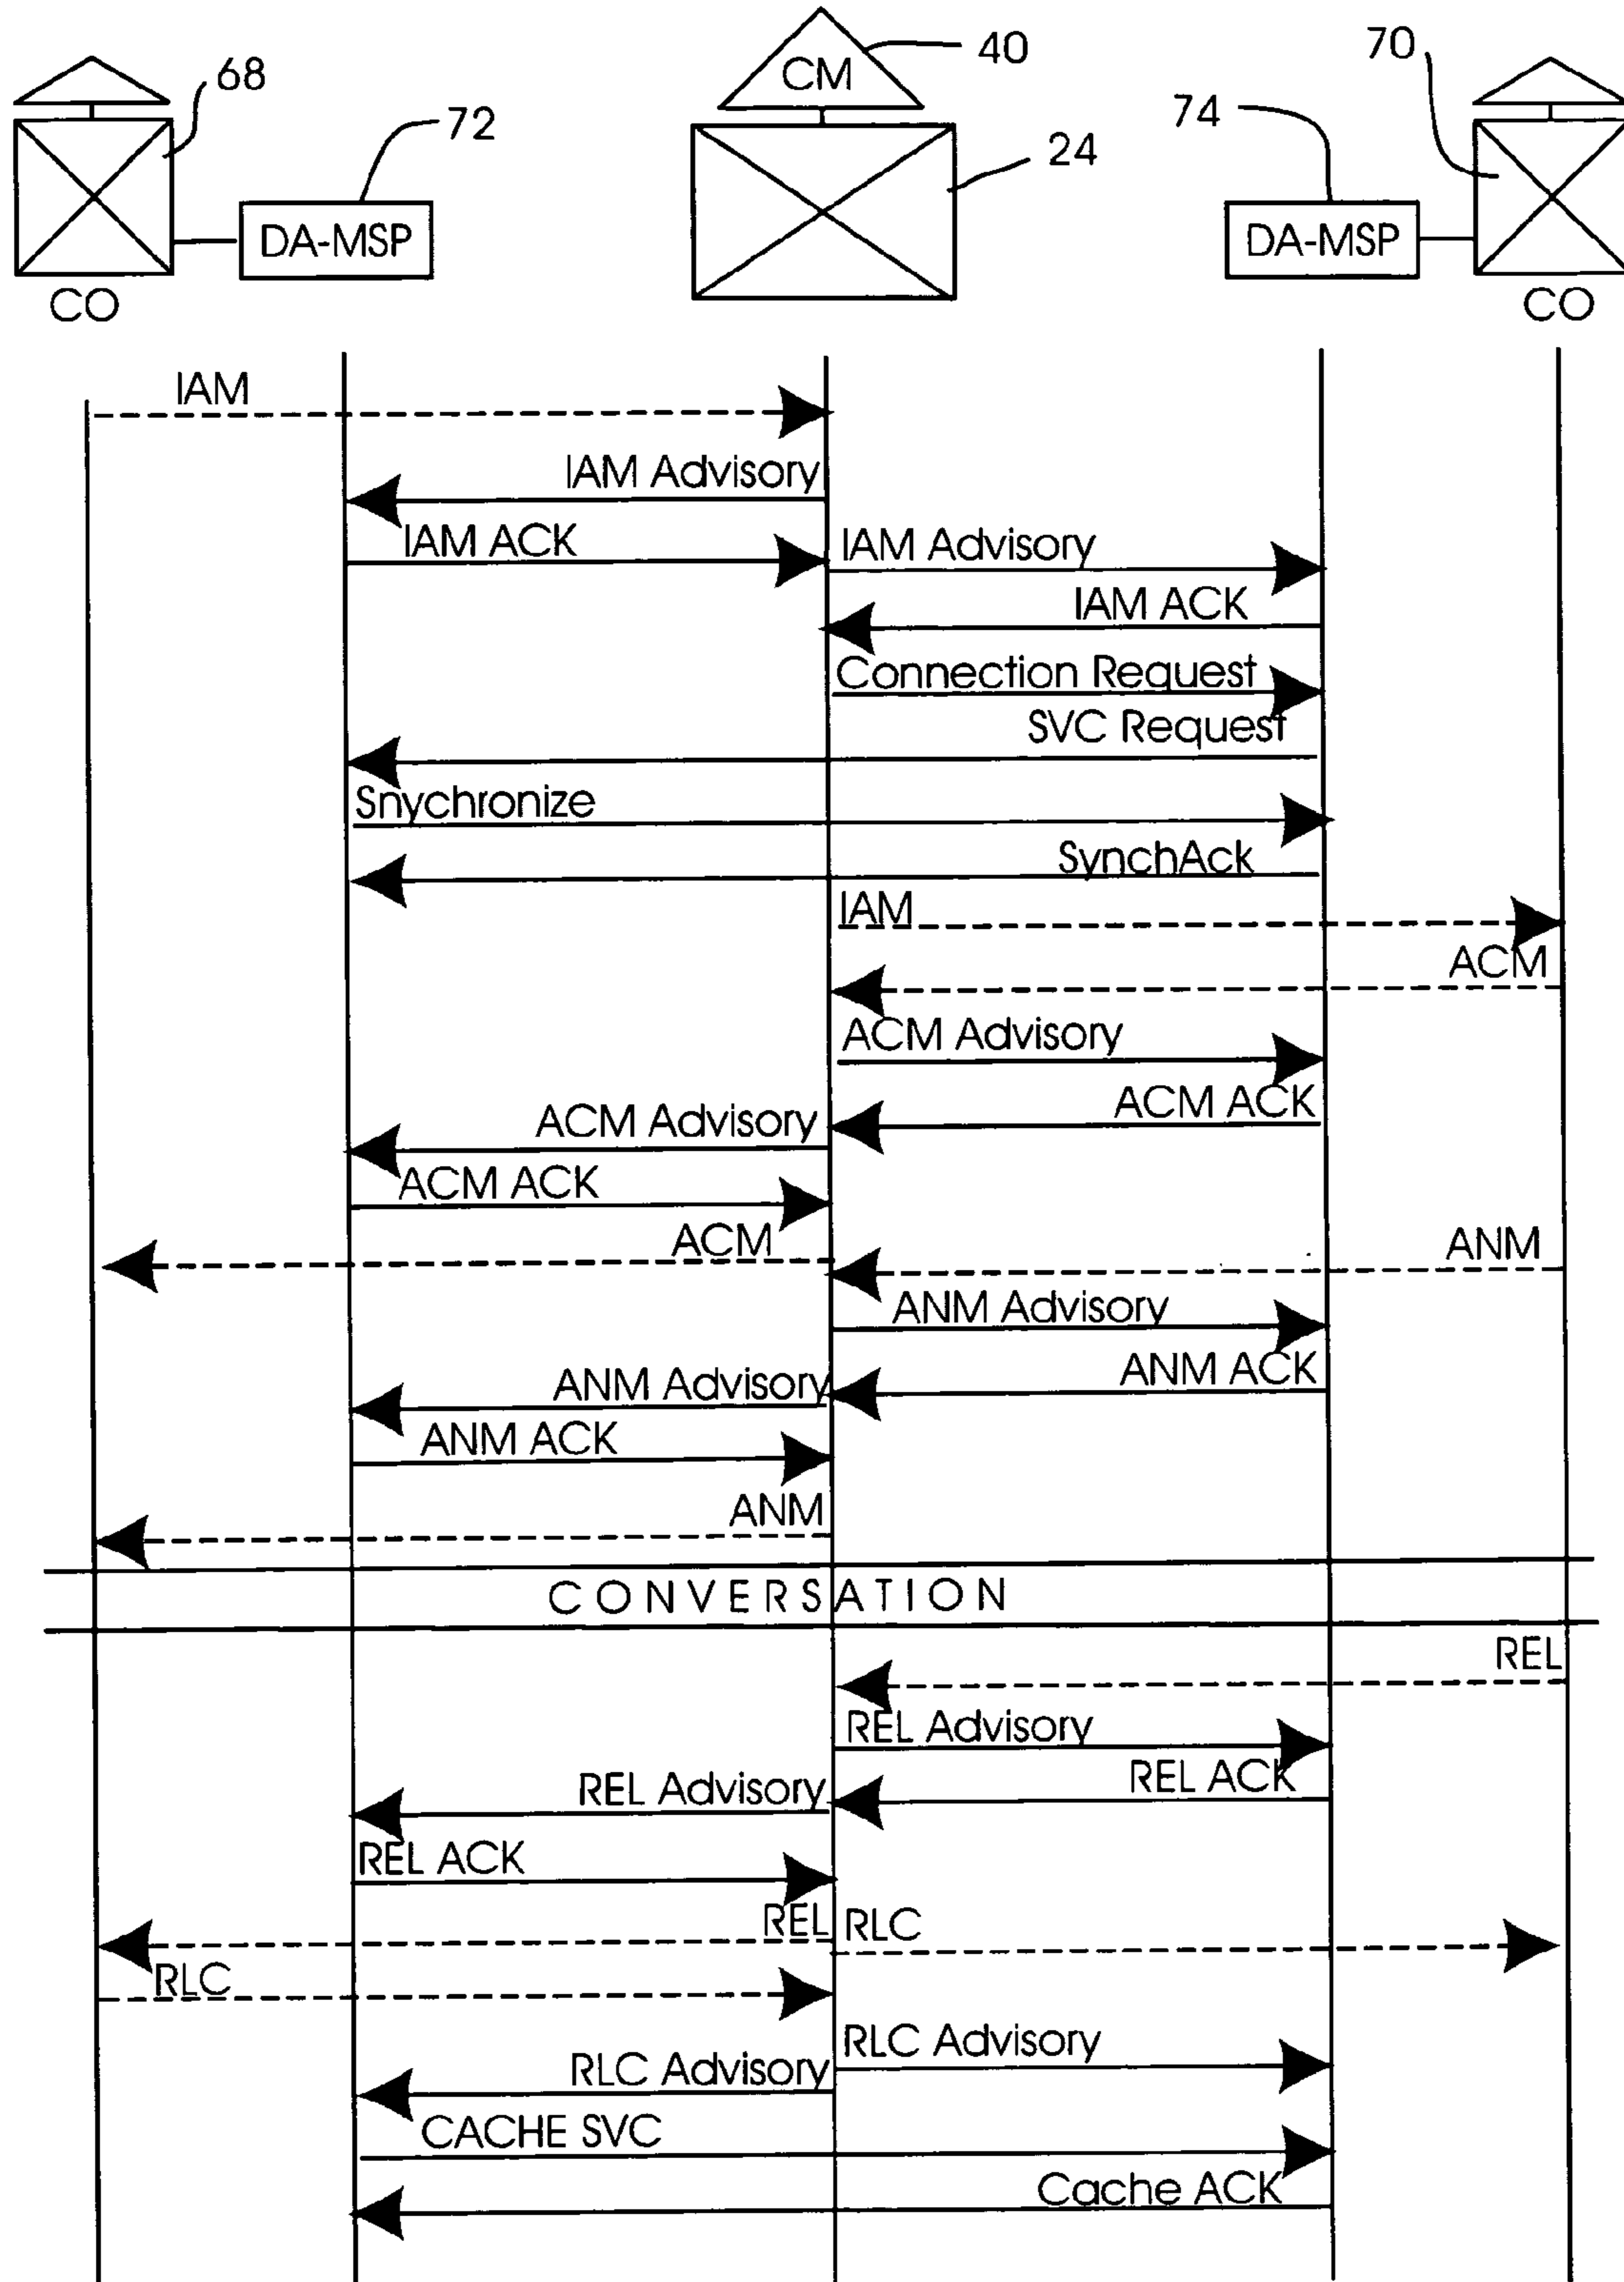 40
70
68
CM
72
74
24
DA-MSP
DA-MSP
CO
CO
IAM
IAM Advisory
IAM ACK
IAM Advisory
IAM ACK
Connection Request
SVC Request
Snychronize
SynchAck
IAM
ACM
ACM Advisory
ACM ACK
ACM Advisory
ACM ACK
ACM
ANM
ANM Advisory
ANM ACK
ANM Advisory
ANM ACK
ANM
CONVERSATION
REL
REL Advisory
REL ACK
REL Advisory
REL ACK
REL
RLC
RLC
RLC Advisory
RLC Advisory
CACHE SVC
Cache ACK